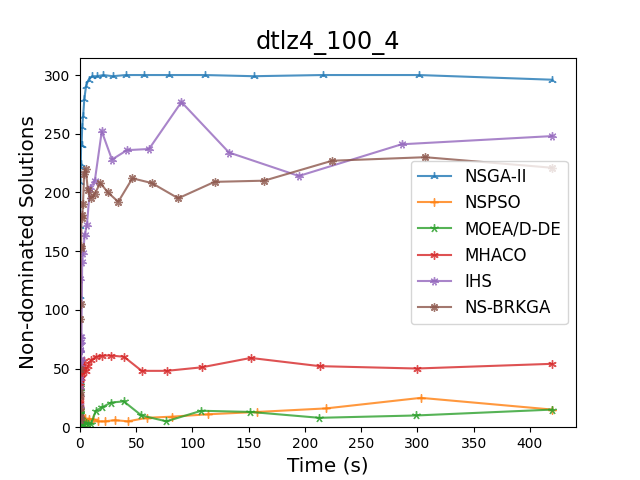 dtlz4_100_4
Non-dominated Solutions
300
250
200
150
100
50
0
NSGA-II
NSPSO
MOEA/D-DE
MHACO
IHS
NS-BRKGA
0 50 100 150 200 250 300 350 400
Time (s)